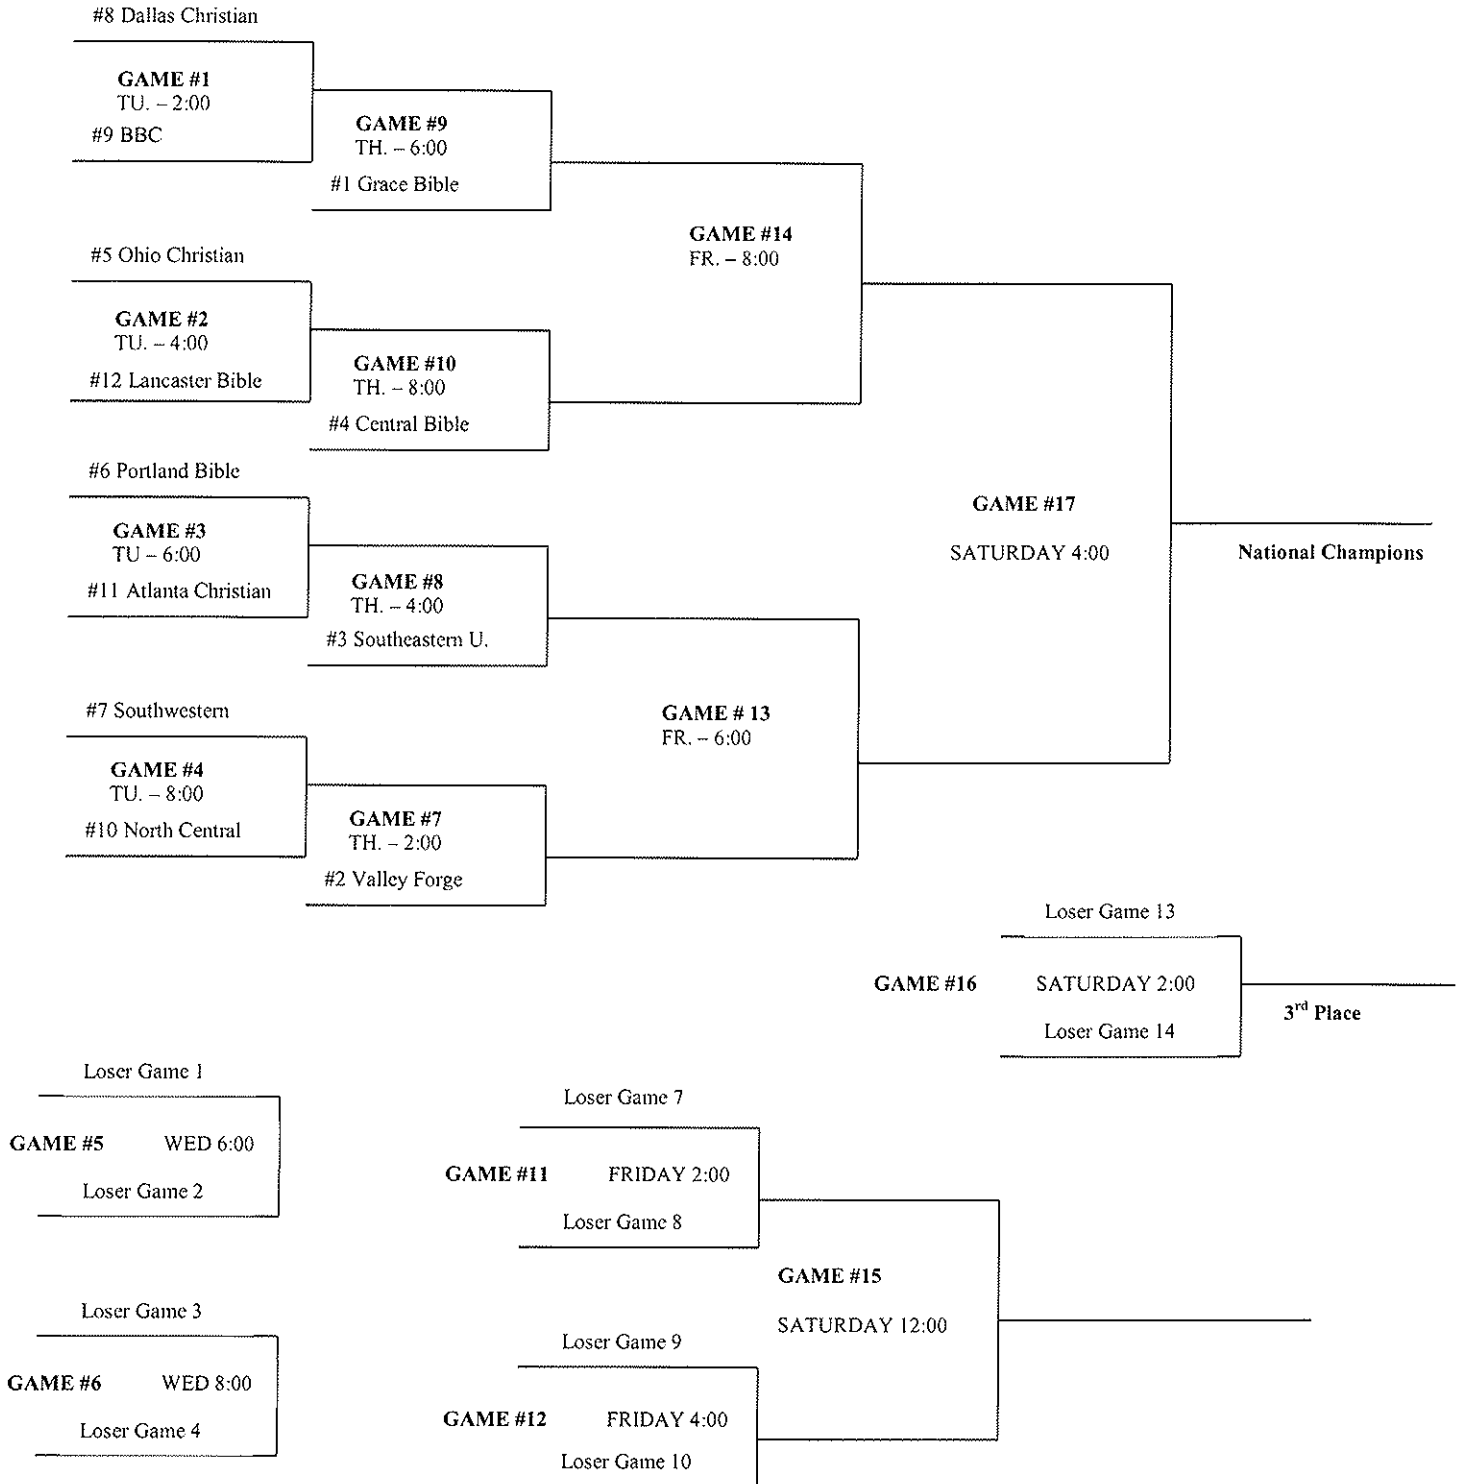 #8 Dallas Christian
GAME #1
TU. – 2:00
#9 BBC
GAME #9
TH. – 6:00
#1 Grace Bible
GAME #14
FR. – 8:00
#5 Ohio Christian
GAME #2
TU. – 4:00
#12 Lancaster Bible
GAME #10
TH. – 8:00
#4 Central Bible
#6 Portland Bible
GAME #3
TU – 6:00
#11 Atlanta Christian
GAME #8
TH. – 4:00
#3 Southeastern U.
GAME #17
SATURDAY 4:00
National Champions
#7 Southwestern
GAME #4
TU. – 8:00
#10 North Central
GAME # 13
FR. – 6:00
GAME #7
TH. – 2:00
#2 Valley Forge
Loser Game 13
GAME #16 SATURDAY 2:00
Loser Game 14
3rd Place
Loser Game 1
GAME #5 WED 6:00
Loser Game 2
Loser Game 7
GAME #11 FRIDAY 2:00
Loser Game 8
GAME #15
SATURDAY 12:00
Loser Game 3
GAME #6 WED 8:00
Loser Game 4
Loser Game 9
GAME #12 FRIDAY 4:00
Loser Game 10